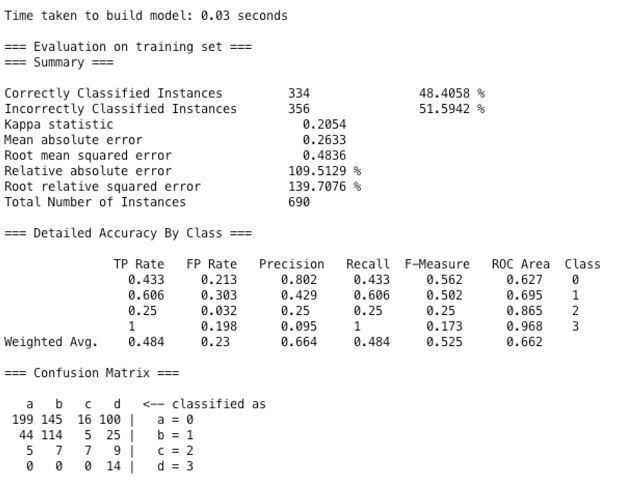 Time taken to build model: 0.03 seconds
=== Evaluation on training set ===
=== Summary ===
Correctly Classified Instances 334 48.4058 %
Incorrectly Classified Instances 356 51.5942 %
Kappa statistic 0.2054
Mean absolute error 0.2633
Root mean squared error 0.4836
Relative absolute error 109.5129 %
Root relative squared error 139.7076 %
Total Number of Instances 690
=== Detailed Accuracy By Class ===
TP Rate FP Rate Precision Recall F-Measure ROC Area Class
0.433 0.213 0.802 0.433 0.562 0.627 0
0.606 0.303 0.429 0.606 0.502 0.695 1
0.25 0.032 0.25 0.25 0.25 0.865 2
1 0.198 0.095 1 0.173 0.968 3
Weighted Avg. 0.484 0.23 0.664 0.484 0.525 0.662
=== Confusion Matrix ===
a b c d <-- classified as
199 145 16 100 | a = 0
44 114 5 25 | b = 1
5 7 7 9 | c = 2
0 0 0 14 | d = 3